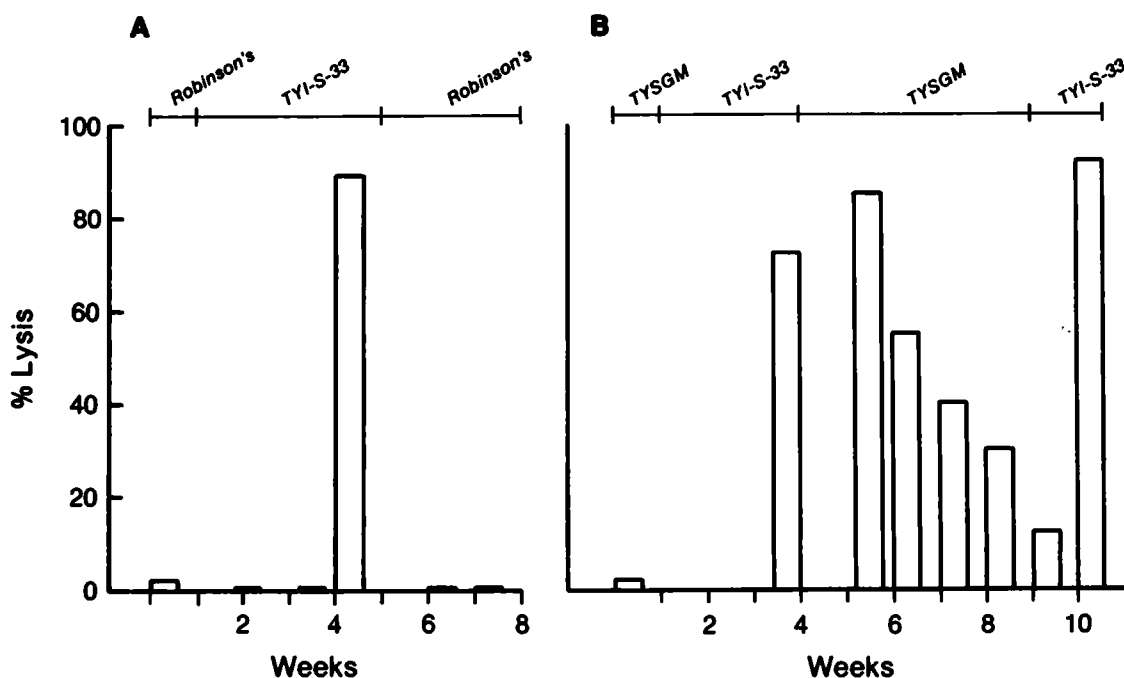 A
Robinson's TYI-S-33 Robinson's
% Lysis
100
80
60
40
20
0
2 4 6 8
Weeks
B
TYSGM TYI-S-33 TYSGM TYI-S-33
2 4 6 8 10
Weeks